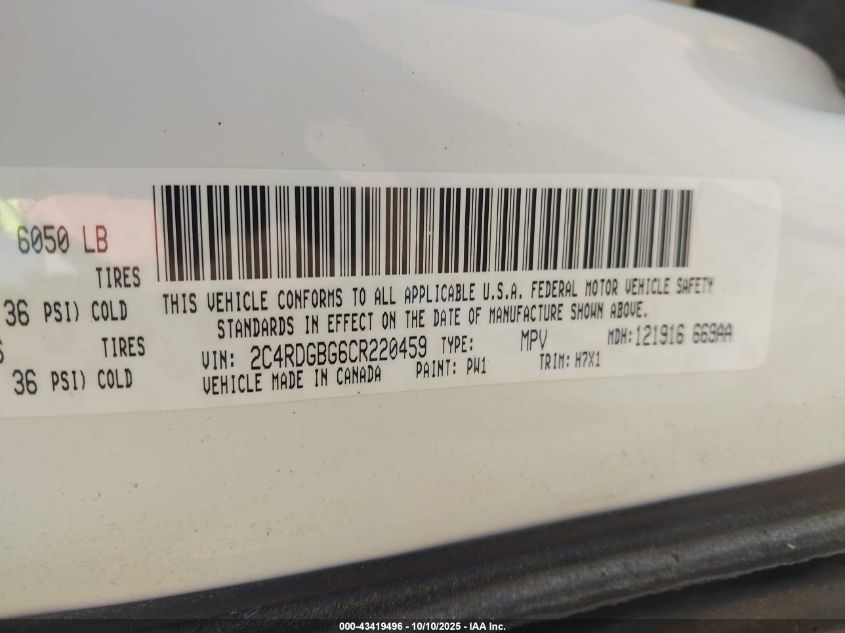 6050 LB
TIRES
36 PSI) COLD
TIRES
36 PSI) COLD
THIS VEHICLE CONFORMS TO ALL APPLICABLE U.S.A. FEDERAL MOTOR VEHICLE SAFETY
STANDARDS IN EFFECT ON THE DATE OF MANUFACTURE SHOWN ABOVE.
VIN: 2C4RDGBG6CR220459 TYPE: MPV MDH:121916 669AA
VEHICLE MADE IN CANADA PAINT: PW1 TRIM: H7X1
000-43419496 - 10/10/2025 - IAA Inc.